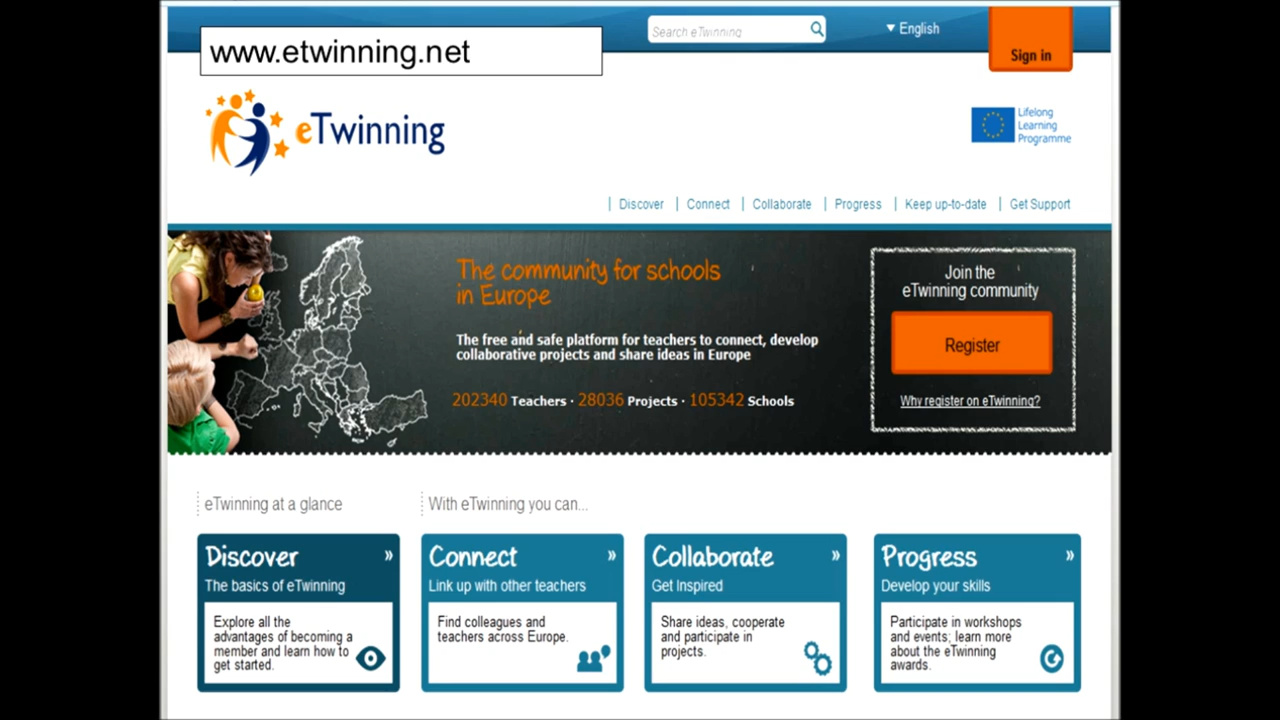 www.etwinning.net
Search eTwinning
English
Sign in
eTwinning
Lifelong
Learning
Programme
Discover
Connect
Collaborate
Progress
Keep up-to-date
Get Support
The community for schools
in Europe
The free and safe platform for teachers to connect, develop
collaborative projects and share ideas in Europe
202340 Teachers · 28036 Projects · 105342 Schools
Join the
eTwinning community
Register
Why register on eTwinning?
eTwinning at a glance
With eTwinning you can...
Discover »
The basics of eTwinning
Explore all the
advantages of becoming a
member and learn how to
get started.
Connect »
Link up with other teachers
Find colleagues and
teachers across Europe.
Collaborate »
Get Inspired
Share ideas, cooperate
and participate in
projects.
Progress »
Develop your skills
Participate in workshops
and events; learn more
about the eTwinning
awards.